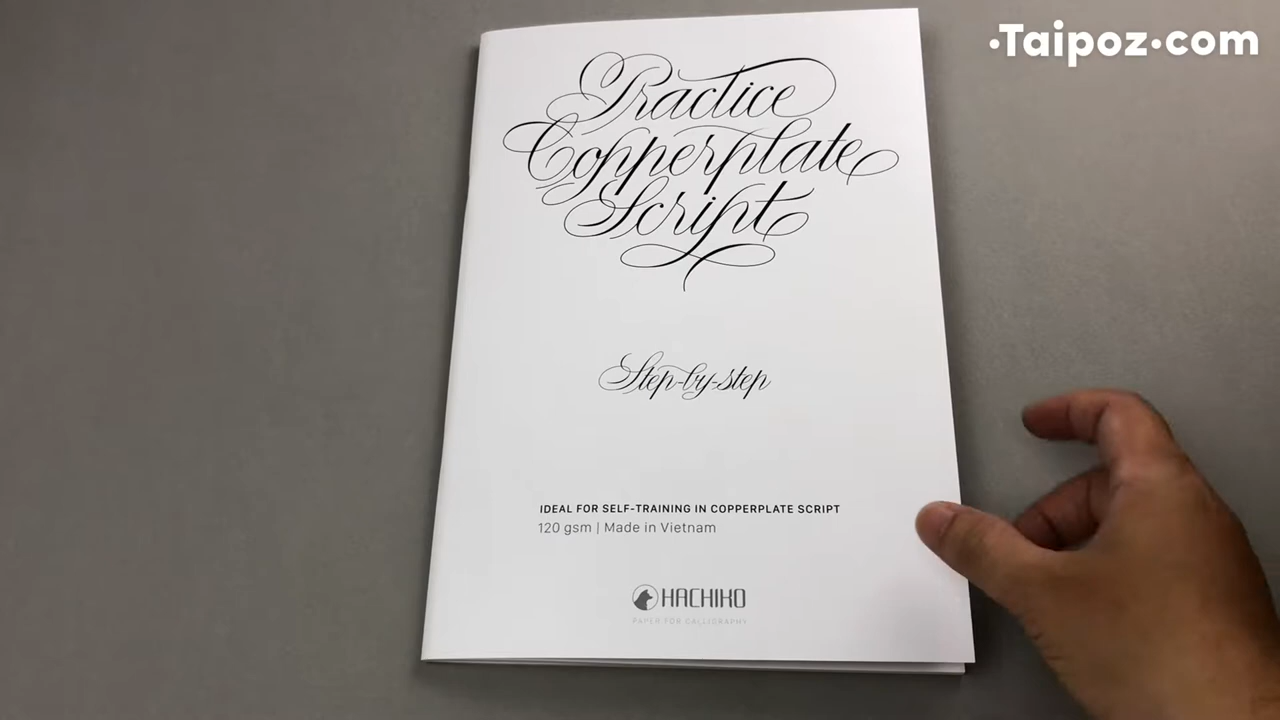 •Taipoz•com
Practice
Copperplate
Script
Step-by-step
IDEAL FOR SELF-TRAINING IN COPPERPLATE SCRIPT
120 gsm | Made in Vietnam
HACHIKO
PAPER FOR CALLIGRAPHY